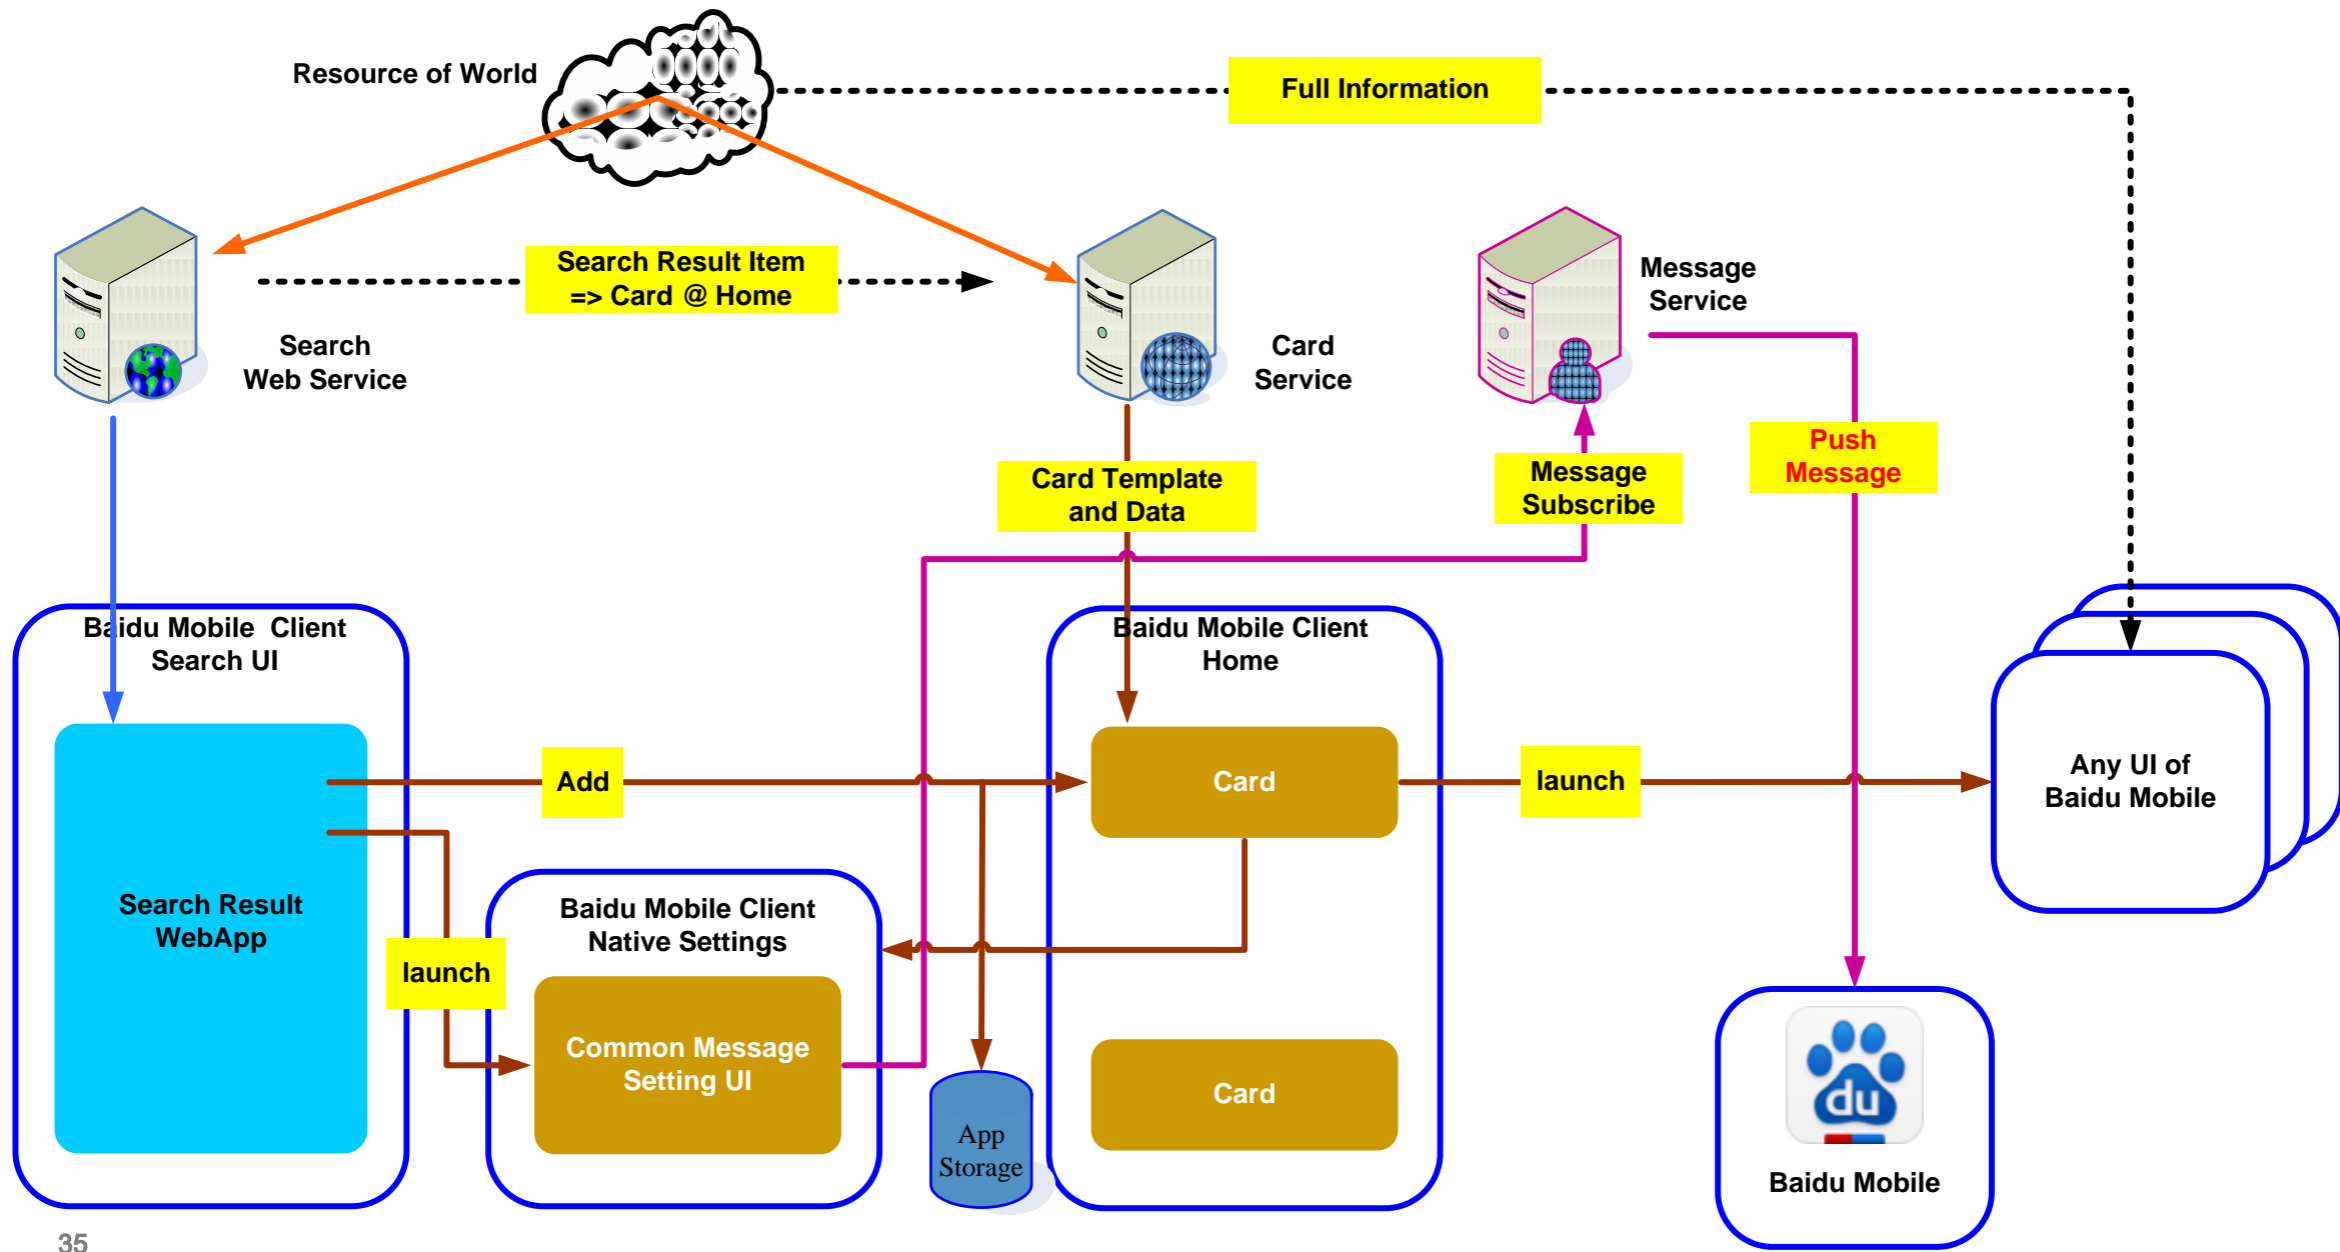 Resource of World
Full Information
Search Result Item
=> Card @ Home
Message
Service
Search
Web Service
Card
Service
Push
Message
Card Template
and Data
Message
Subscribe
Baidu Mobile  Client
Search UI
Baidu Mobile Client
Home
Add
Card
launch
Any UI of
Baidu Mobile
Search Result
WebApp
Baidu Mobile Client
Native Settings
launch
Common Message
Setting UI
Card
App
Storage
du
Baidu Mobile
35